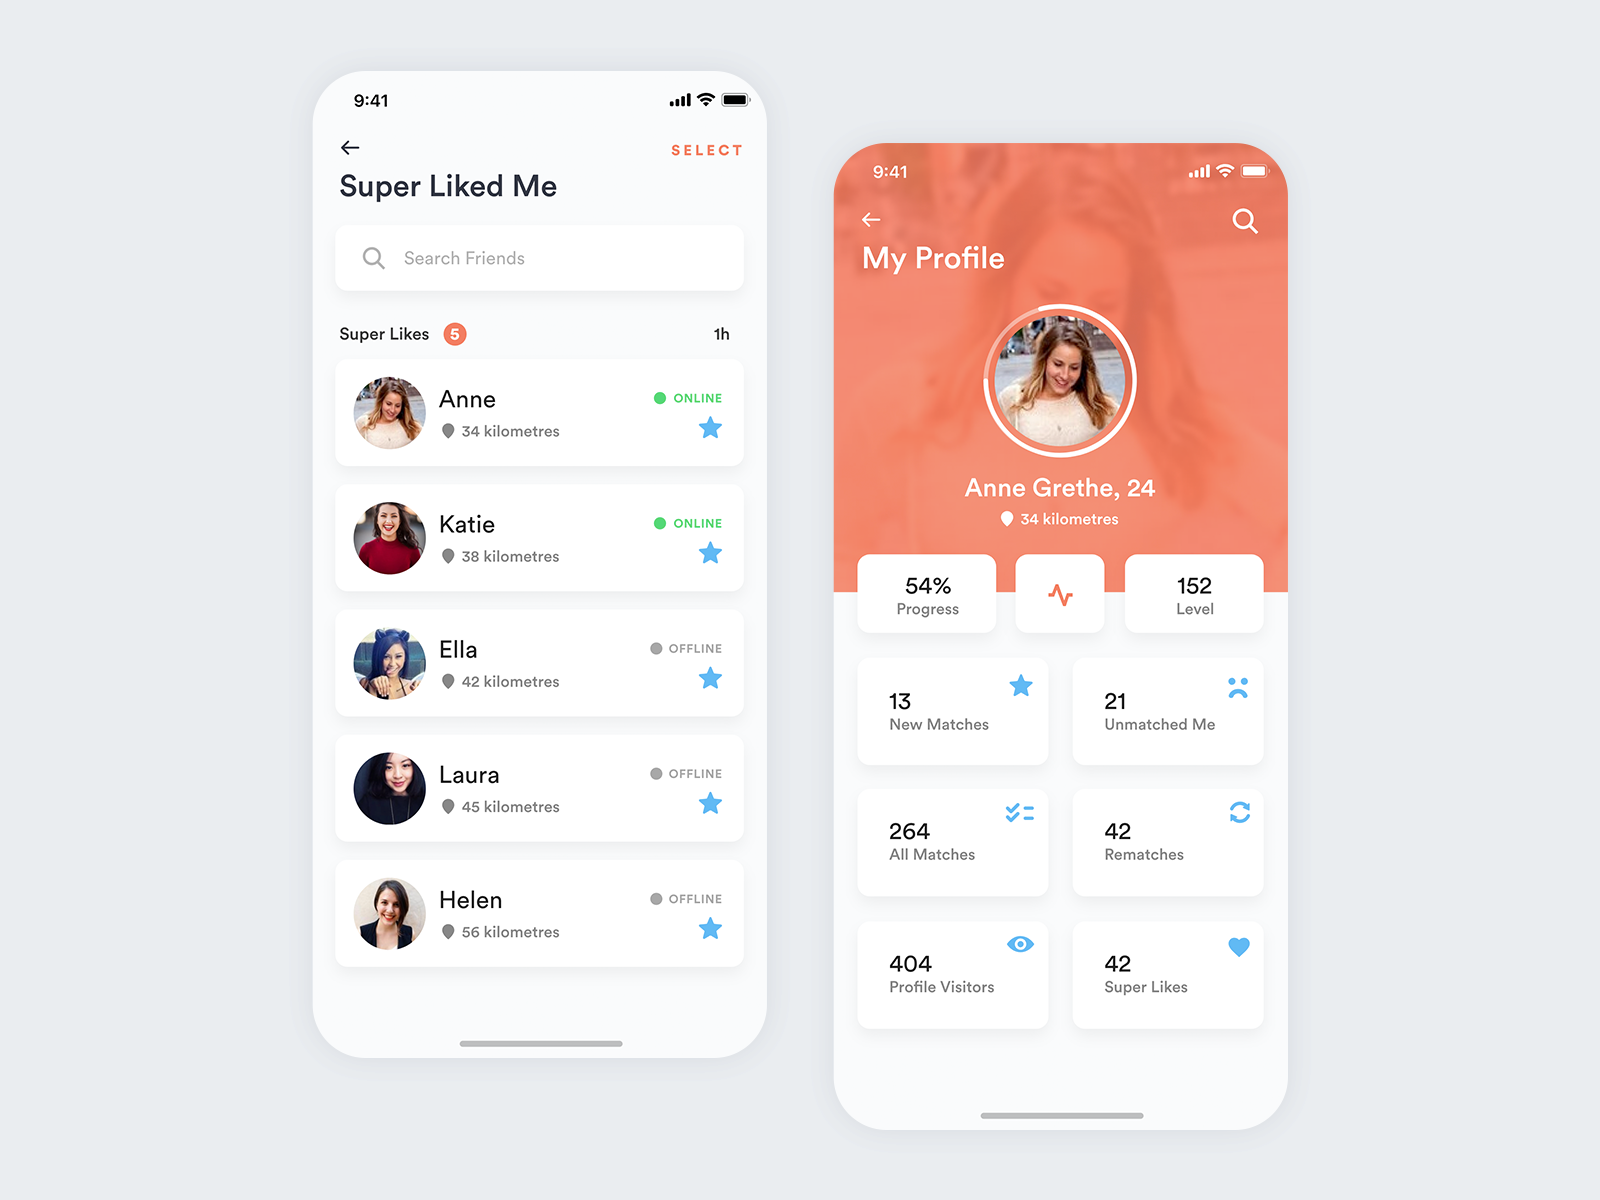 9:41
SELECT
Super Liked Me
Search Friends
Super Likes 5 1h
Anne ONLINE
34 kilometres
Katie ONLINE
38 kilometres
Ella OFFLINE
42 kilometres
Laura OFFLINE
45 kilometres
Helen OFFLINE
56 kilometres
9:41
My Profile
Anne Grethe, 24
34 kilometres
54%
Progress
152
Level
13
New Matches
21
Unmatched Me
264
All Matches
42
Rematches
404
Profile Visitors
42
Super Likes